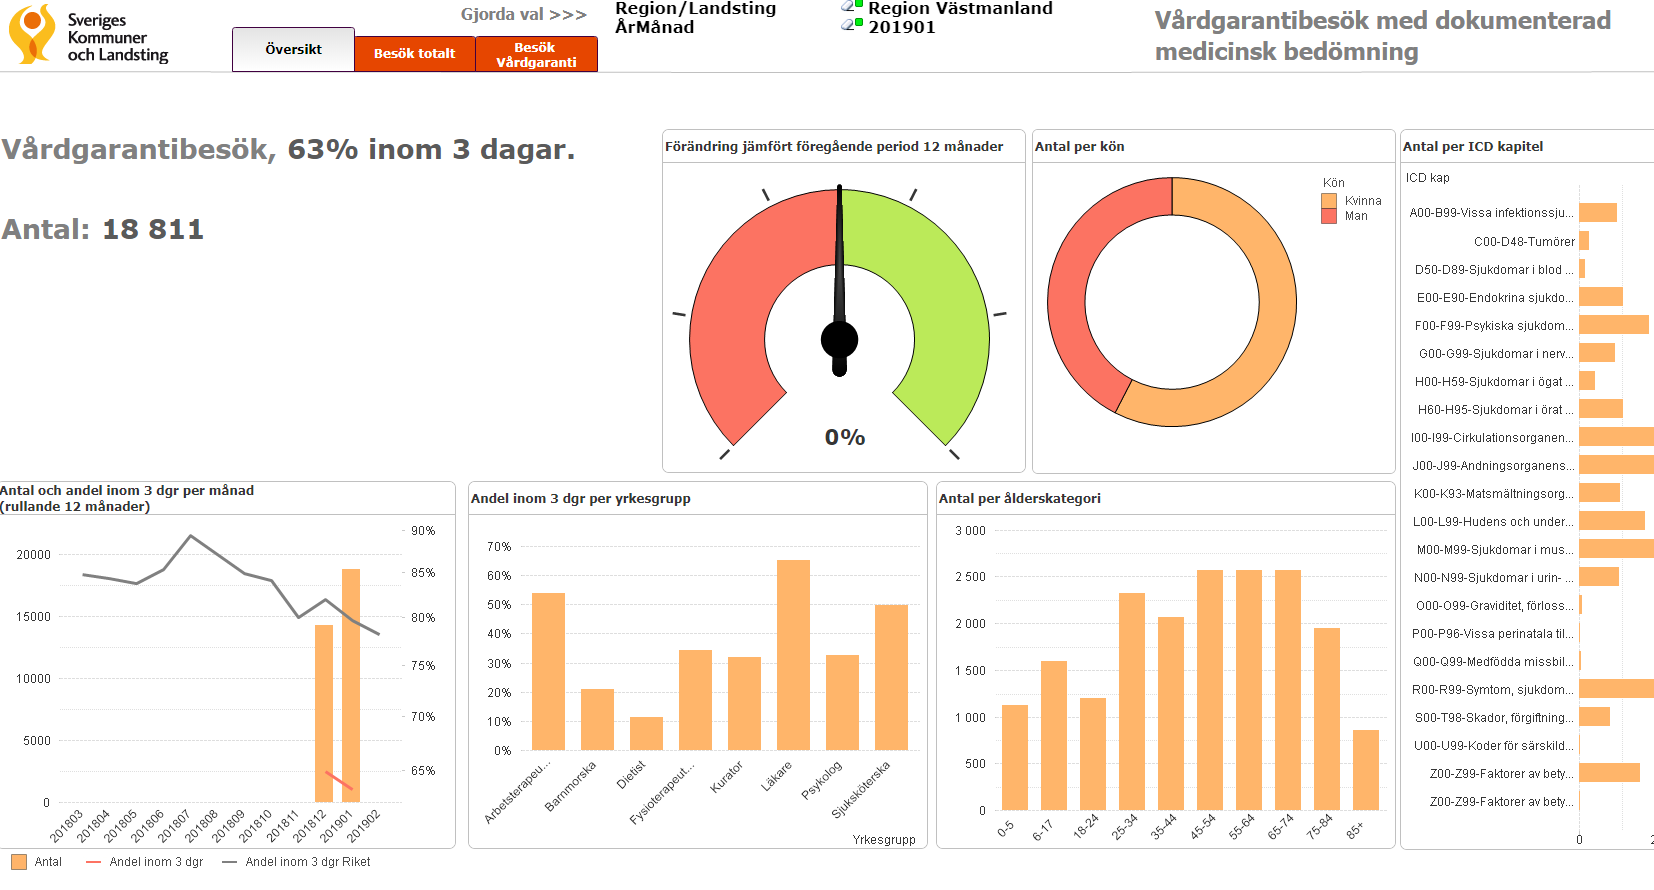 Sveriges
Kommuner
och Landsting
Översikt
Besök totalt
Besök
Vårdgaranti
Gjorda val >>>
Region/Landsting
ÅrMånad
Region Västmanland
201901
Vårdgarantibesök med dokumenterad
medicinsk bedömning
Vårdgarantibesök, 63% inom 3 dagar.
Antal: 18 811
Förändring jämfört föregående period 12 månader
0%
Antal per kön
Kön
Kvinna
Man
Antal per ICD kapitel
ICD kap
A00-B99-Vissa infektionssju...
C00-D48-Tumörer
D50-D89-Sjukdomar i blod ...
E00-E90-Endokrina sjukdo...
F00-F99-Psykiska sjukdom...
G00-G99-Sjukdomar i nerv...
H00-H59-Sjukdomar i ögat ...
H60-H95-Sjukdomar i örat ...
I00-I99-Cirkulationsorganen...
J00-J99-Andningsorganens...
K00-K93-Matsmältningsorg...
L00-L99-Hudens och under...
M00-M99-Sjukdomar i mus...
N00-N99-Sjukdomar i urin- ...
O00-O99-Graviditet, förloss...
P00-P96-Vissa perinatala til...
Q00-Q99-Medfödda missbil...
R00-R99-Symtom, sjukdom...
S00-T98-Skador, förgiftning...
U00-U99-Koder för särskild...
Z00-Z99-Faktorer av bety...
Z00-Z99-Faktorer av bety...
0
Antal och andel inom 3 dgr per månad
(rullande 12 månader)
20000
15000
10000
5000
0
90%
85%
80%
75%
70%
65%
201803
201804
201805
201806
201807
201808
201809
201810
201811
201812
201901
201902
Antal
Andel inom 3 dgr
Andel inom 3 dgr Riket
Andel inom 3 dgr per yrkesgrupp
70%
60%
50%
40%
30%
20%
10%
0%
Arbetsterapeu...
Barnmorska
Dietist
Fysioterapeut...
Kurator
Läkare
Psykolog
Sjuksköterska
Yrkesgrupp
Antal per ålderskategori
3 000
2 500
2 000
1 500
1 000
500
0
0-5
6-17
18-24
25-34
35-44
45-54
55-64
65-74
75-84
85+